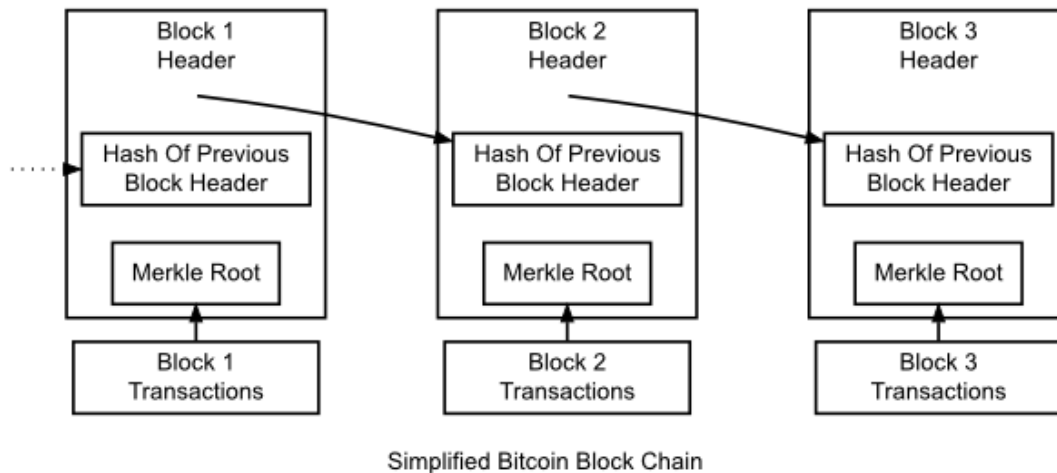 Block 1
Header
Hash Of Previous
Block Header
Merkle Root
Block 1
Transactions
Block 2
Header
Hash Of Previous
Block Header
Merkle Root
Block 2
Transactions
Block 3
Header
Hash Of Previous
Block Header
Merkle Root
Block 3
Transactions
Simplified Bitcoin Block Chain